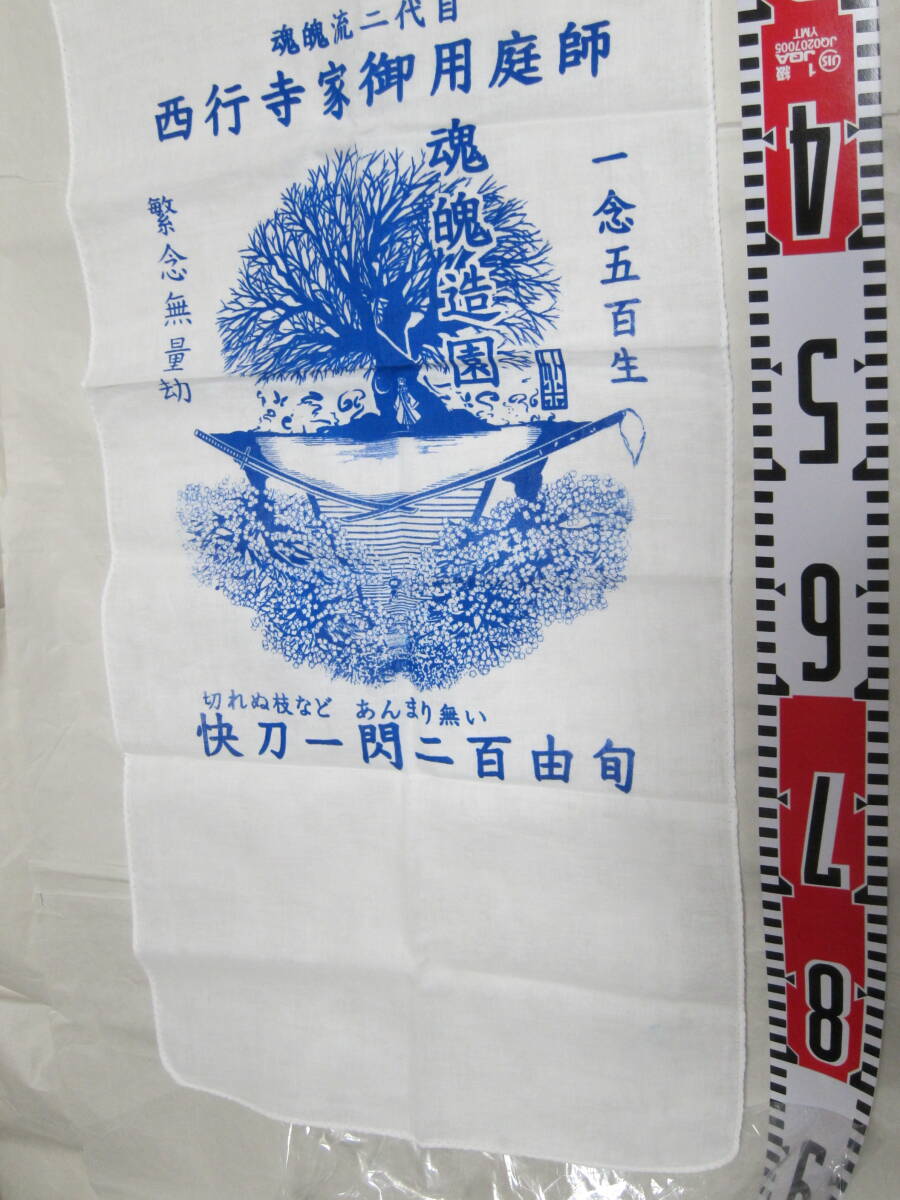 魂魄流二代目
西行寺家御用庭師
魂魄造園
一念五百生
繋念無量劫
切れぬ枝など あんまり無い
快刀一閃二百由旬
JIS
1級
JQA
JQ0207005
YMT
4
5
6
7
8
9